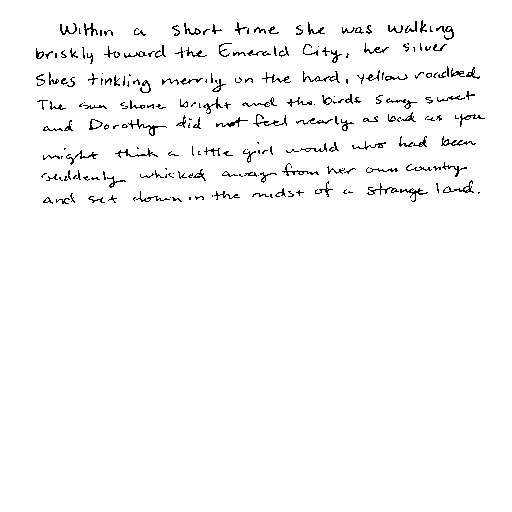 Within a short time she was walking
briskly toward the Emerald City, her Silver
Shoes tinkling merrily on the hard, yellow roadbed.
The sun shone bright and the birds sang sweet
and Dorothy did not feel nearly as bad as you
might think a little girl would who had been
suddenly whisked away from her own country
and set down in the midst of a strange land.